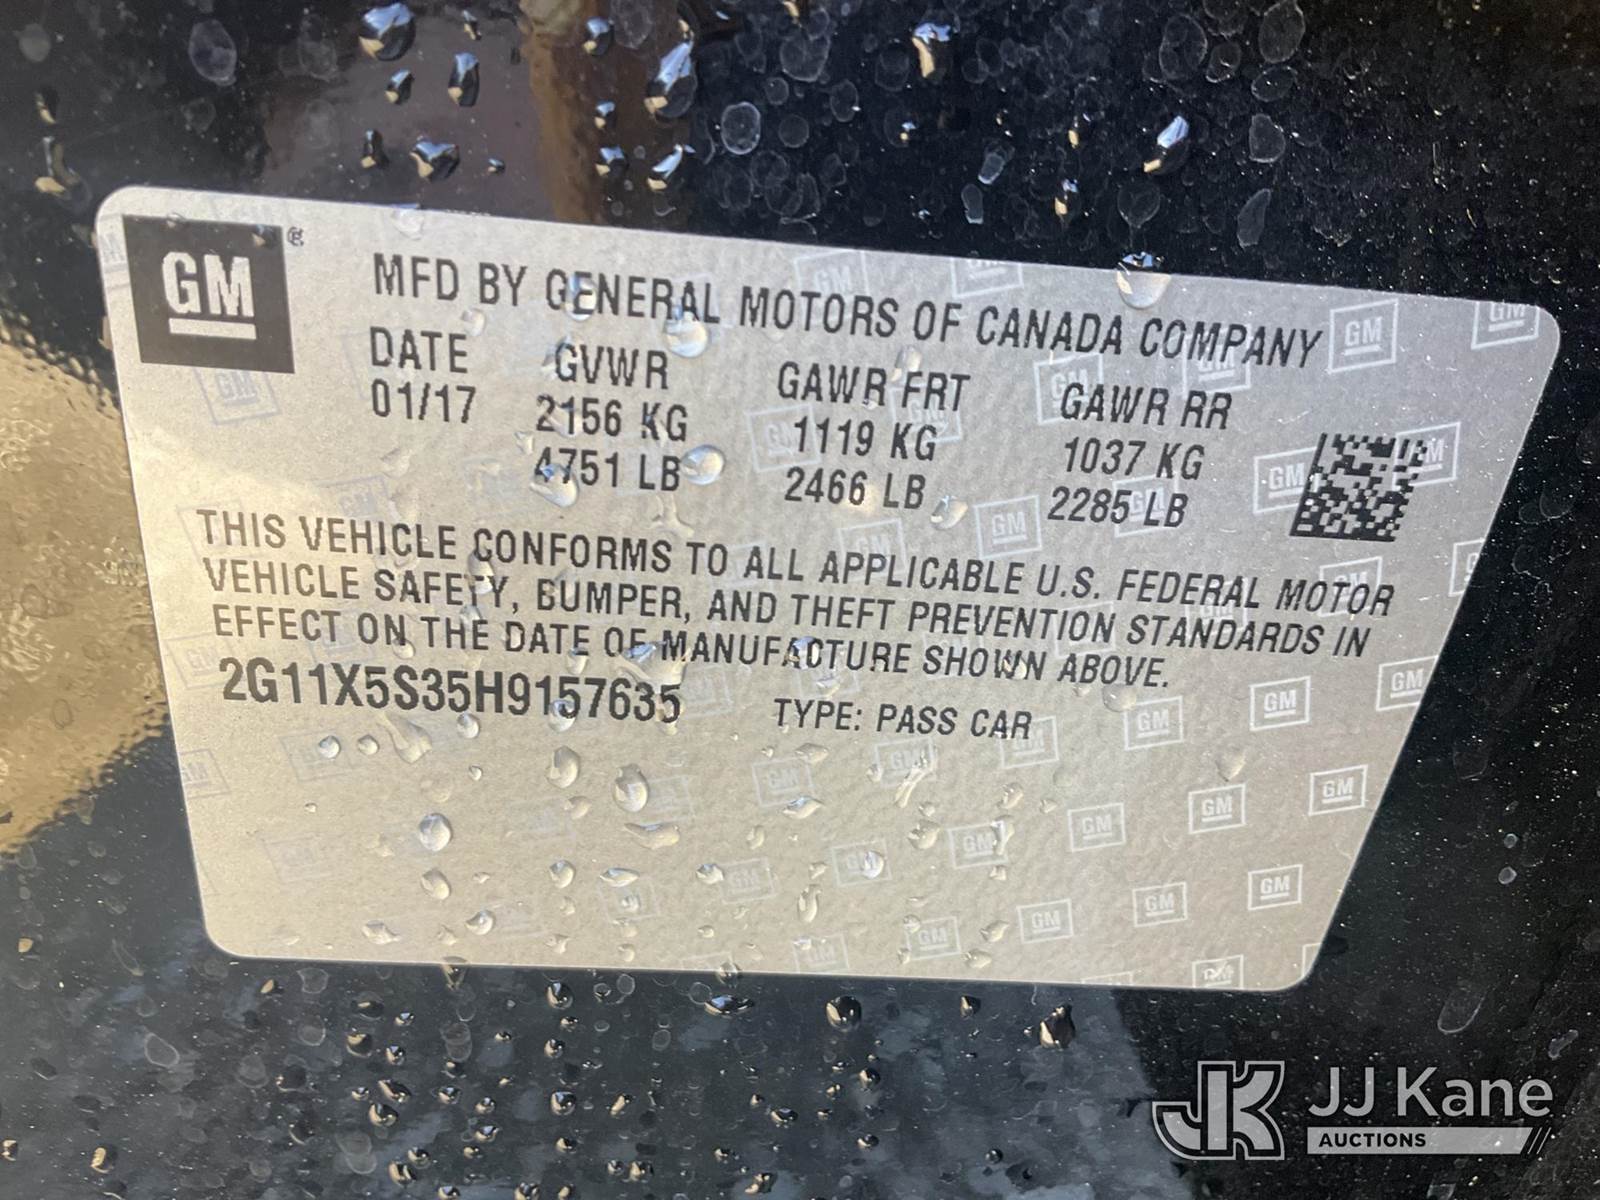 GM
MFD BY GENERAL MOTORS OF CANADA COMPANY
DATE GVWR GAWR FRT GAWR RR
01/17 2156 KG 1119 KG 1037 KG
4751 LB 2466 LB 2285 LB
THIS VEHICLE CONFORMS TO ALL APPLICABLE U.S. FEDERAL MOTOR
VEHICLE SAFETY, BUMPER, AND THEFT PREVENTION STANDARDS IN
EFFECT ON THE DATE OF MANUFACTURE SHOWN ABOVE.
2G11X5S35H9157635 TYPE: PASS CAR
JK JJ Kane
AUCTIONS